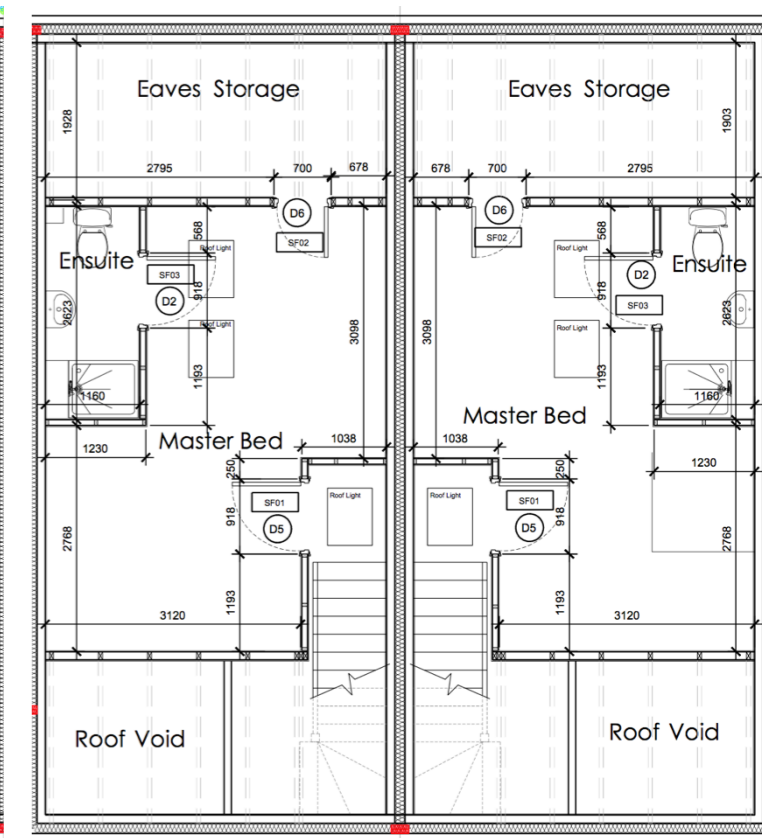 Eaves Storage
Eaves Storage
1928
1903
2795
700
678
678
700
2795
D6
D6
SF02
SF02
568
568
Roof Light
Roof Light
Ensuite
Ensuite
SF03
D2
D2
SF03
918
918
2623
2623
Roof Light
Roof Light
3098
3098
1193
1193
1160
1160
Master Bed
Master Bed
1038
1038
1230
1230
250
250
Roof Light
Roof Light
SF01
SF01
D5
D5
918
918
2768
2768
1193
1193
3120
3120
Roof Void
Roof Void